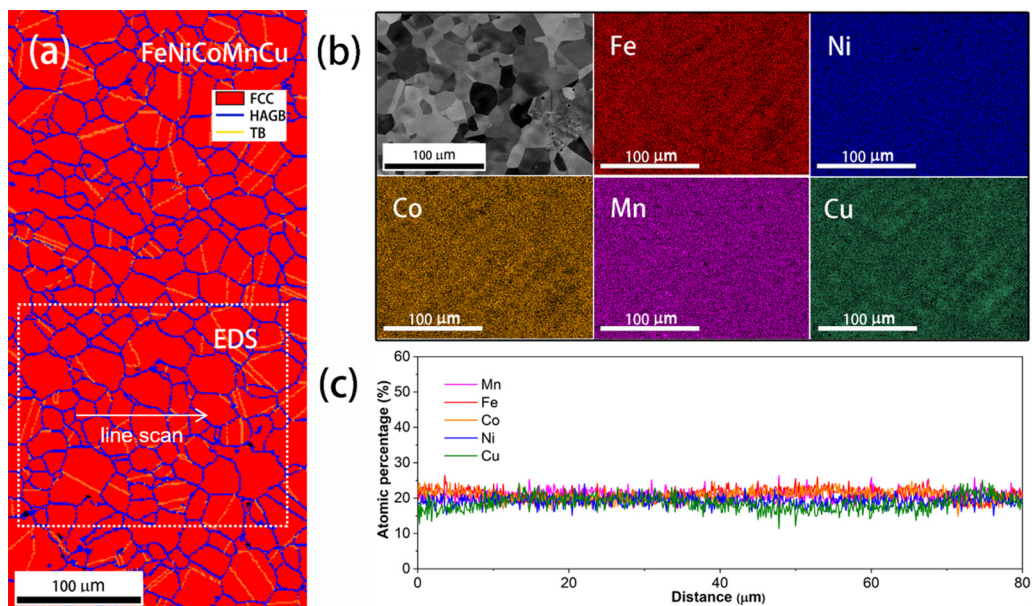 (a)
FeNiCoMnCu
FCC
HAGB
TB
EDS
line scan
100 μm
(b)
100 μm
Fe
100 μm
Ni
100 μm
Co
100 μm
Mn
100 μm
Cu
100 μm
(c)
Atomic percentage (%)
60
50
40
30
20
10
0
Mn
Fe
Co
Ni
Cu
0 20 40 60 80
Distance (μm)